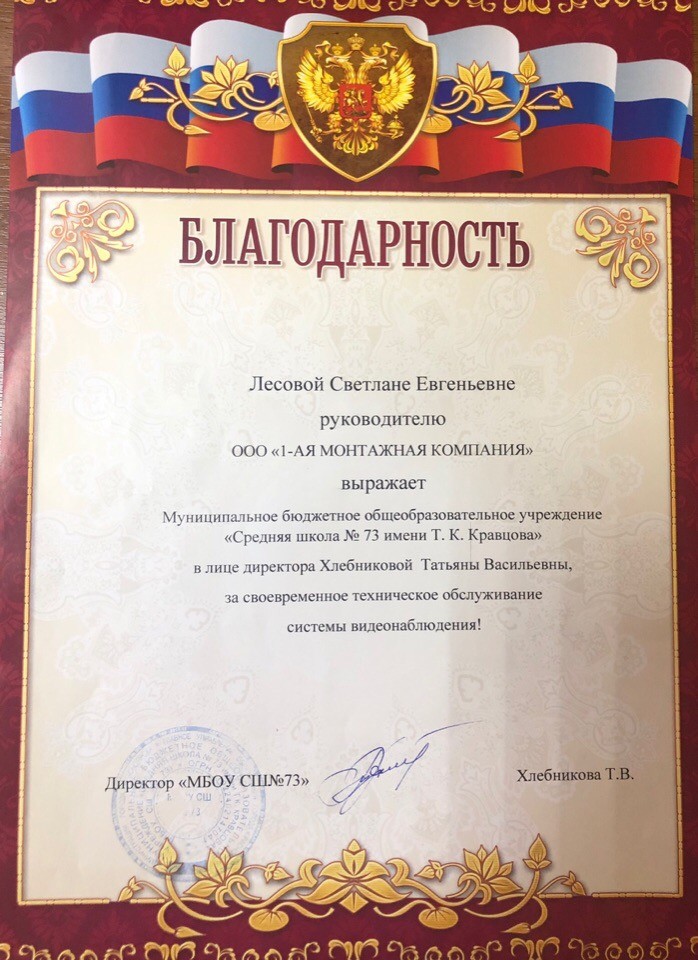 БЛАГОДАРНОСТЬ
Лесовой Светлане Евгеньевне
руководителю
ООО «1-АЯ МОНТАЖНАЯ КОМПАНИЯ»
выражает
Муниципальное бюджетное общеобразовательное учреждение
«Средняя школа № 73 имени Т. К. Кравцова»
в лице директора Хлебниковой Татьяны Васильевны,
за своевременное техническое обслуживание
системы видеонаблюдения!
Директор «МБОУ СШ№73»
Хлебникова Т.В.